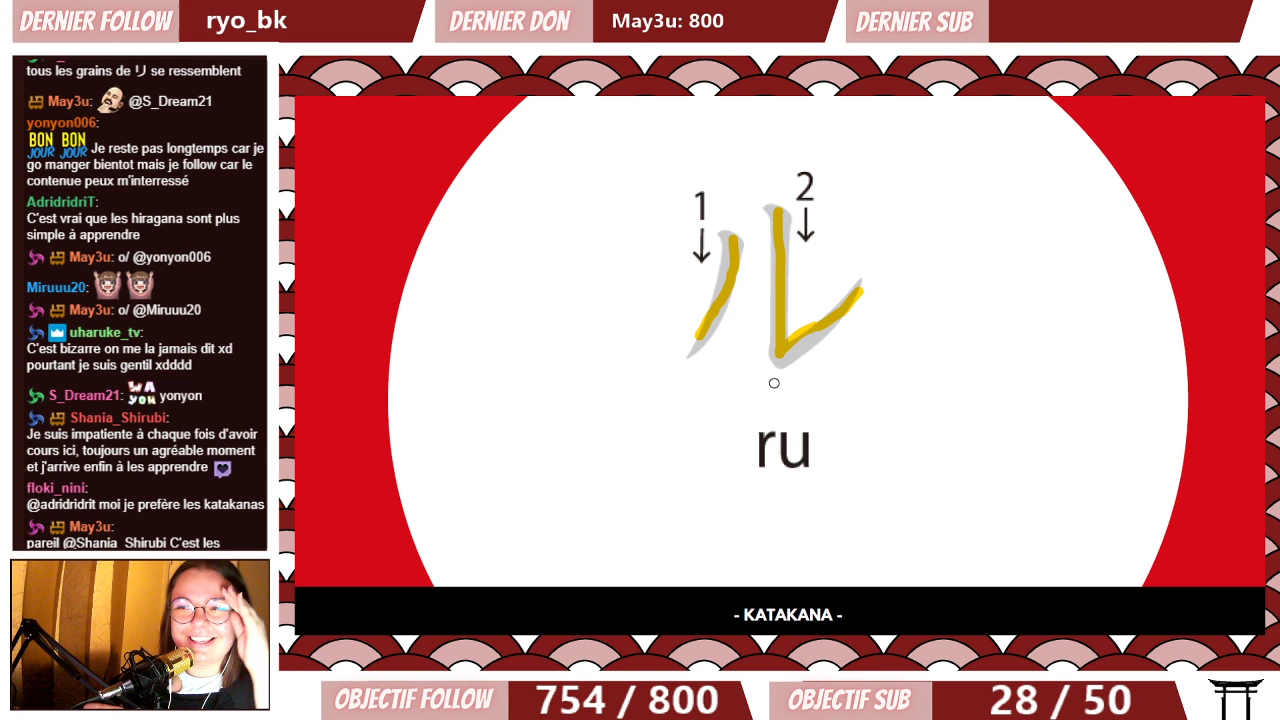 DERNIER FOLLOW
ryo_bk
DERNIER DON
May3u: 800
DERNIER SUB
tous les grains de リ se ressemblent
May3u: @S_Dream21
yonyon006:
BON JOUR BON JOUR Je reste pas longtemps car je
go manger bientot mais je follow car le
contenue peux m'interressé
AdridridriT:
C'est vrai que les hiragana sont plus
simple à apprendre
May3u: o/ @yonyon006
Miruuu20:
May3u: o/ @Miruuu20
uharuke_tv:
C'est bizarre on me la jamais dit xd
pourtant je suis gentil xdddd
S_Dream21: WA YON yonyon
Shania_Shirubi:
Je suis impatiente à chaque fois d'avoir
cours ici, toujours un agréable moment
et j'arrive enfin à les apprendre
floki_nini:
@adridridrit moi je prefère les katakanas
May3u:
pareil @Shania_Shirubi C'est les
1
2
ル
ru
- KATAKANA -
OBJECTIF FOLLOW
754 / 800
OBJECTIF SUB
28 / 50